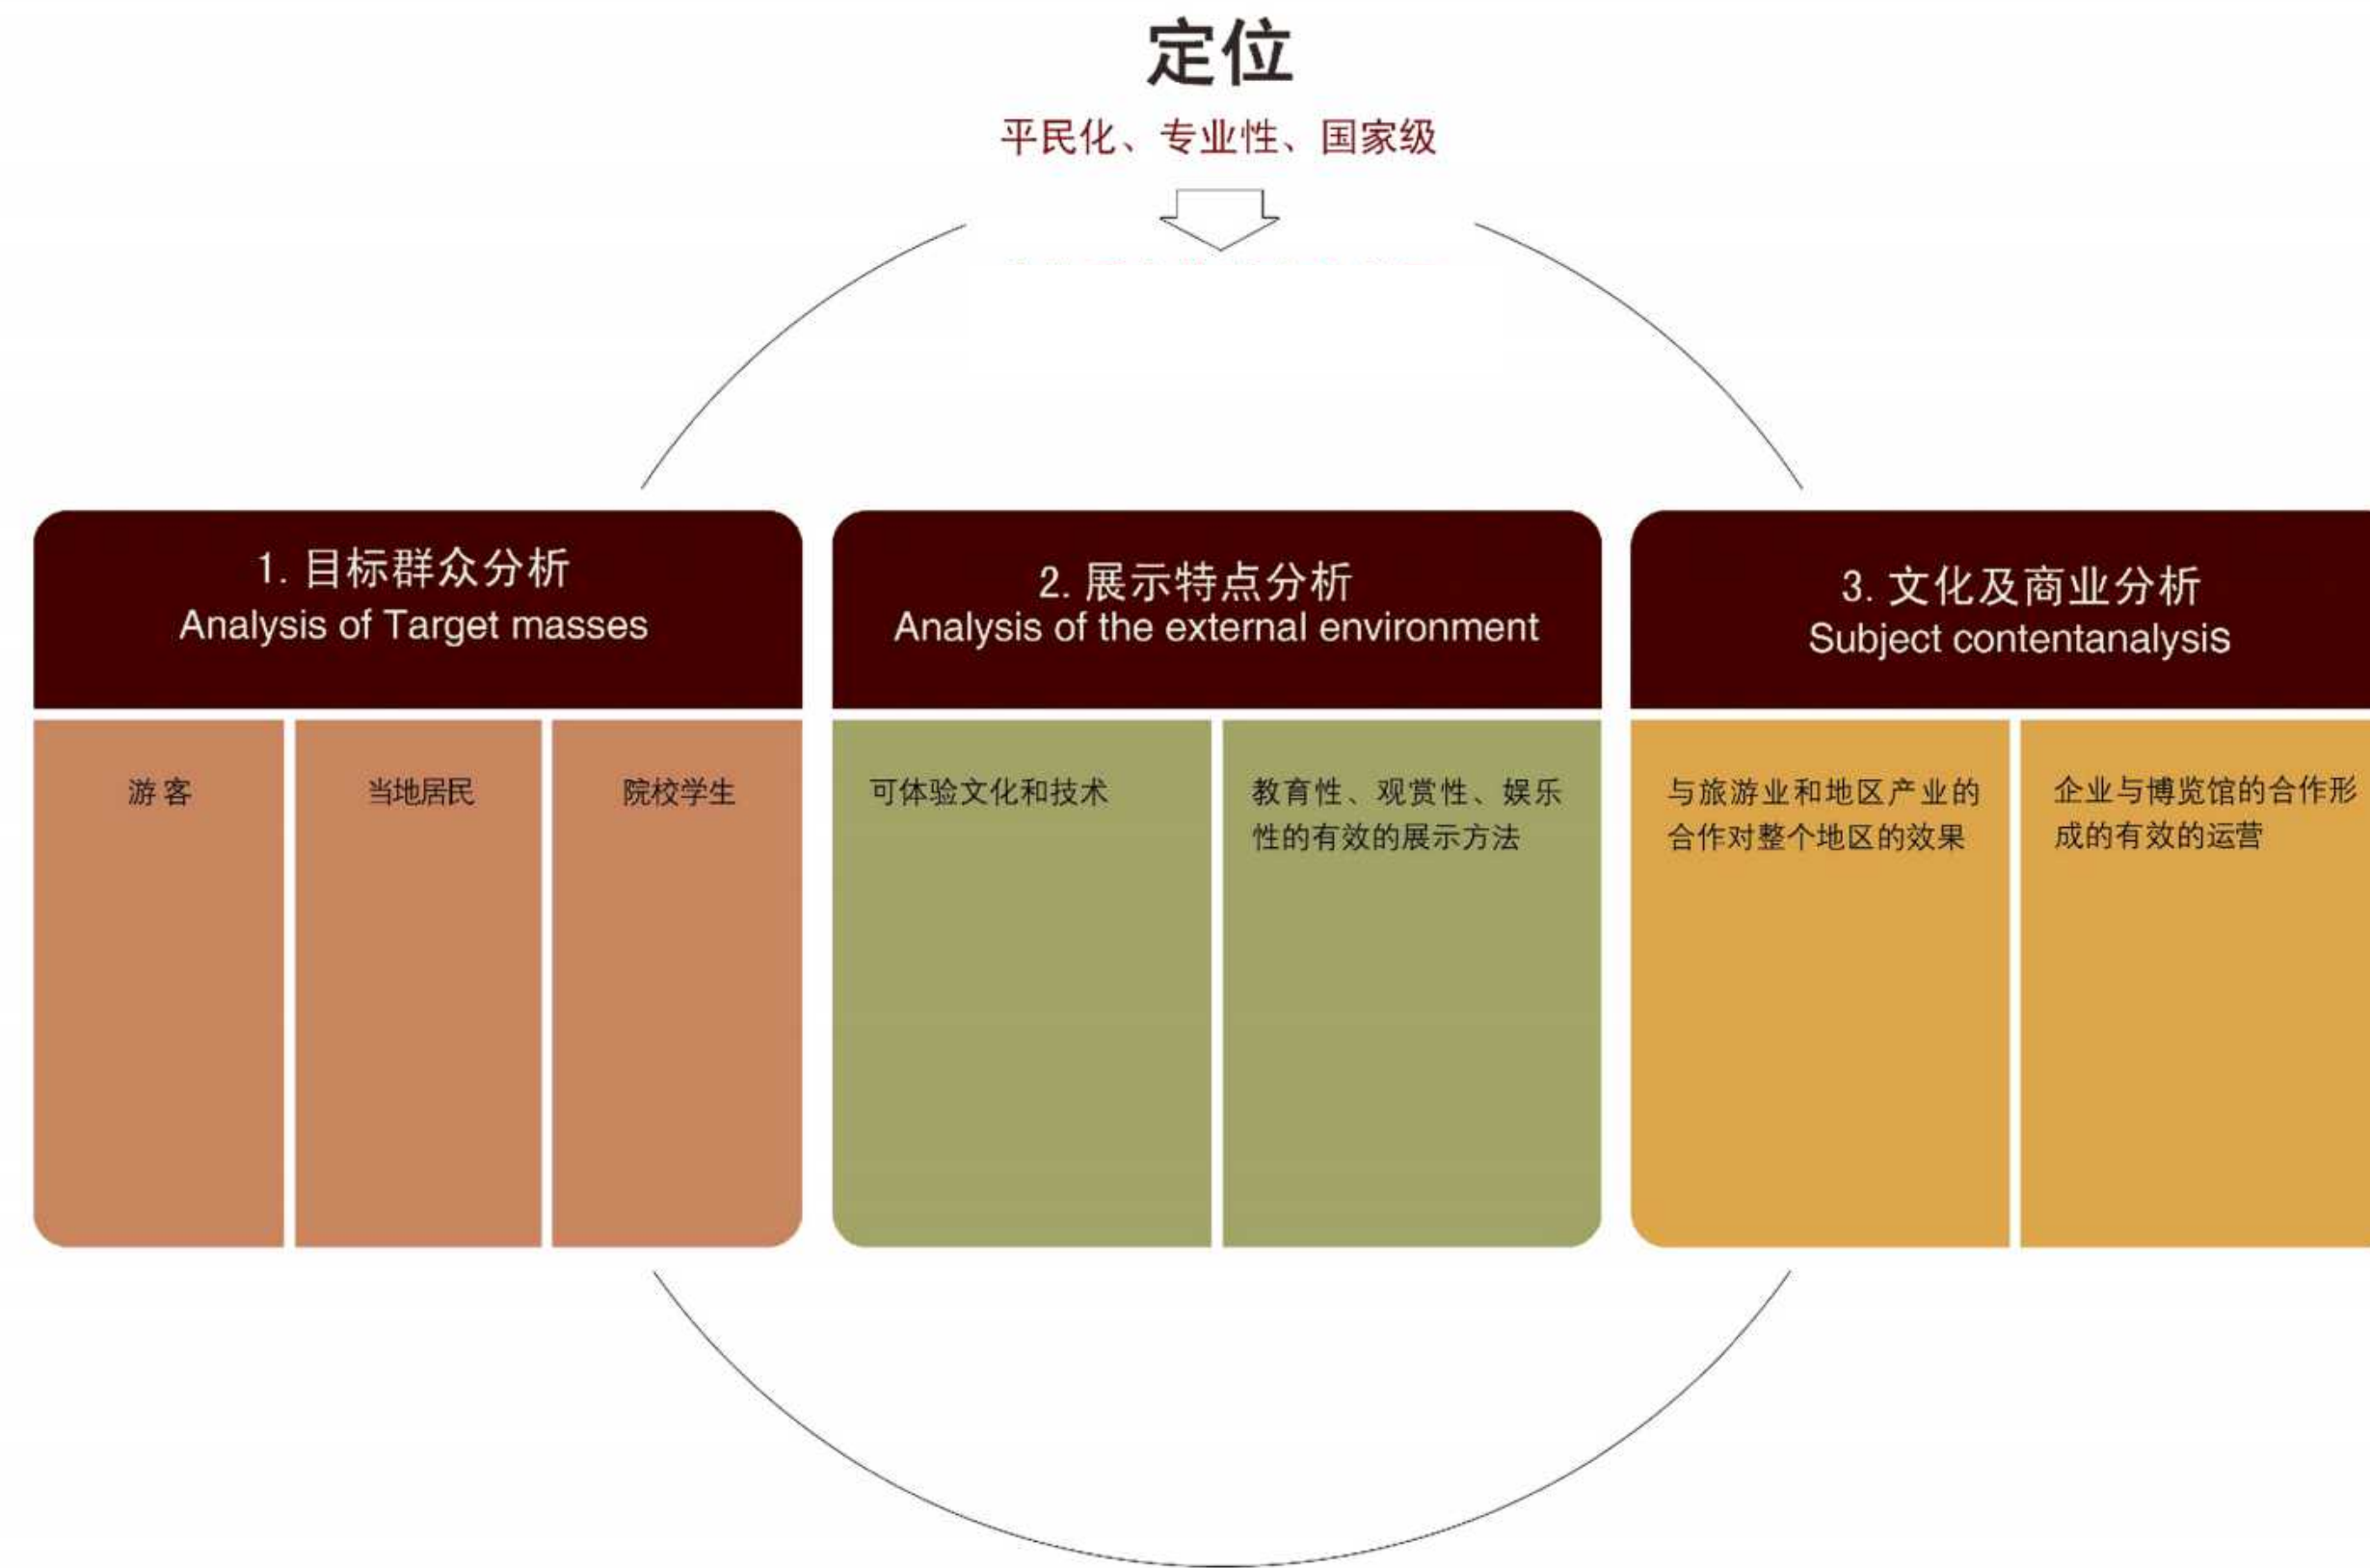 定位
平民化、专业性、国家级
1. 目标群众分析
Analysis of Target masses
游 客
当地居民
院校学生
2. 展示特点分析
Analysis of the external environment
可体验文化和技术
教育性、观赏性、娱乐
性的有效的展示方法
3. 文化及商业分析
Subject contentanalysis
与旅游业和地区产业的
合作对整个地区的效果
企业与博览馆的合作形
成的有效的运营